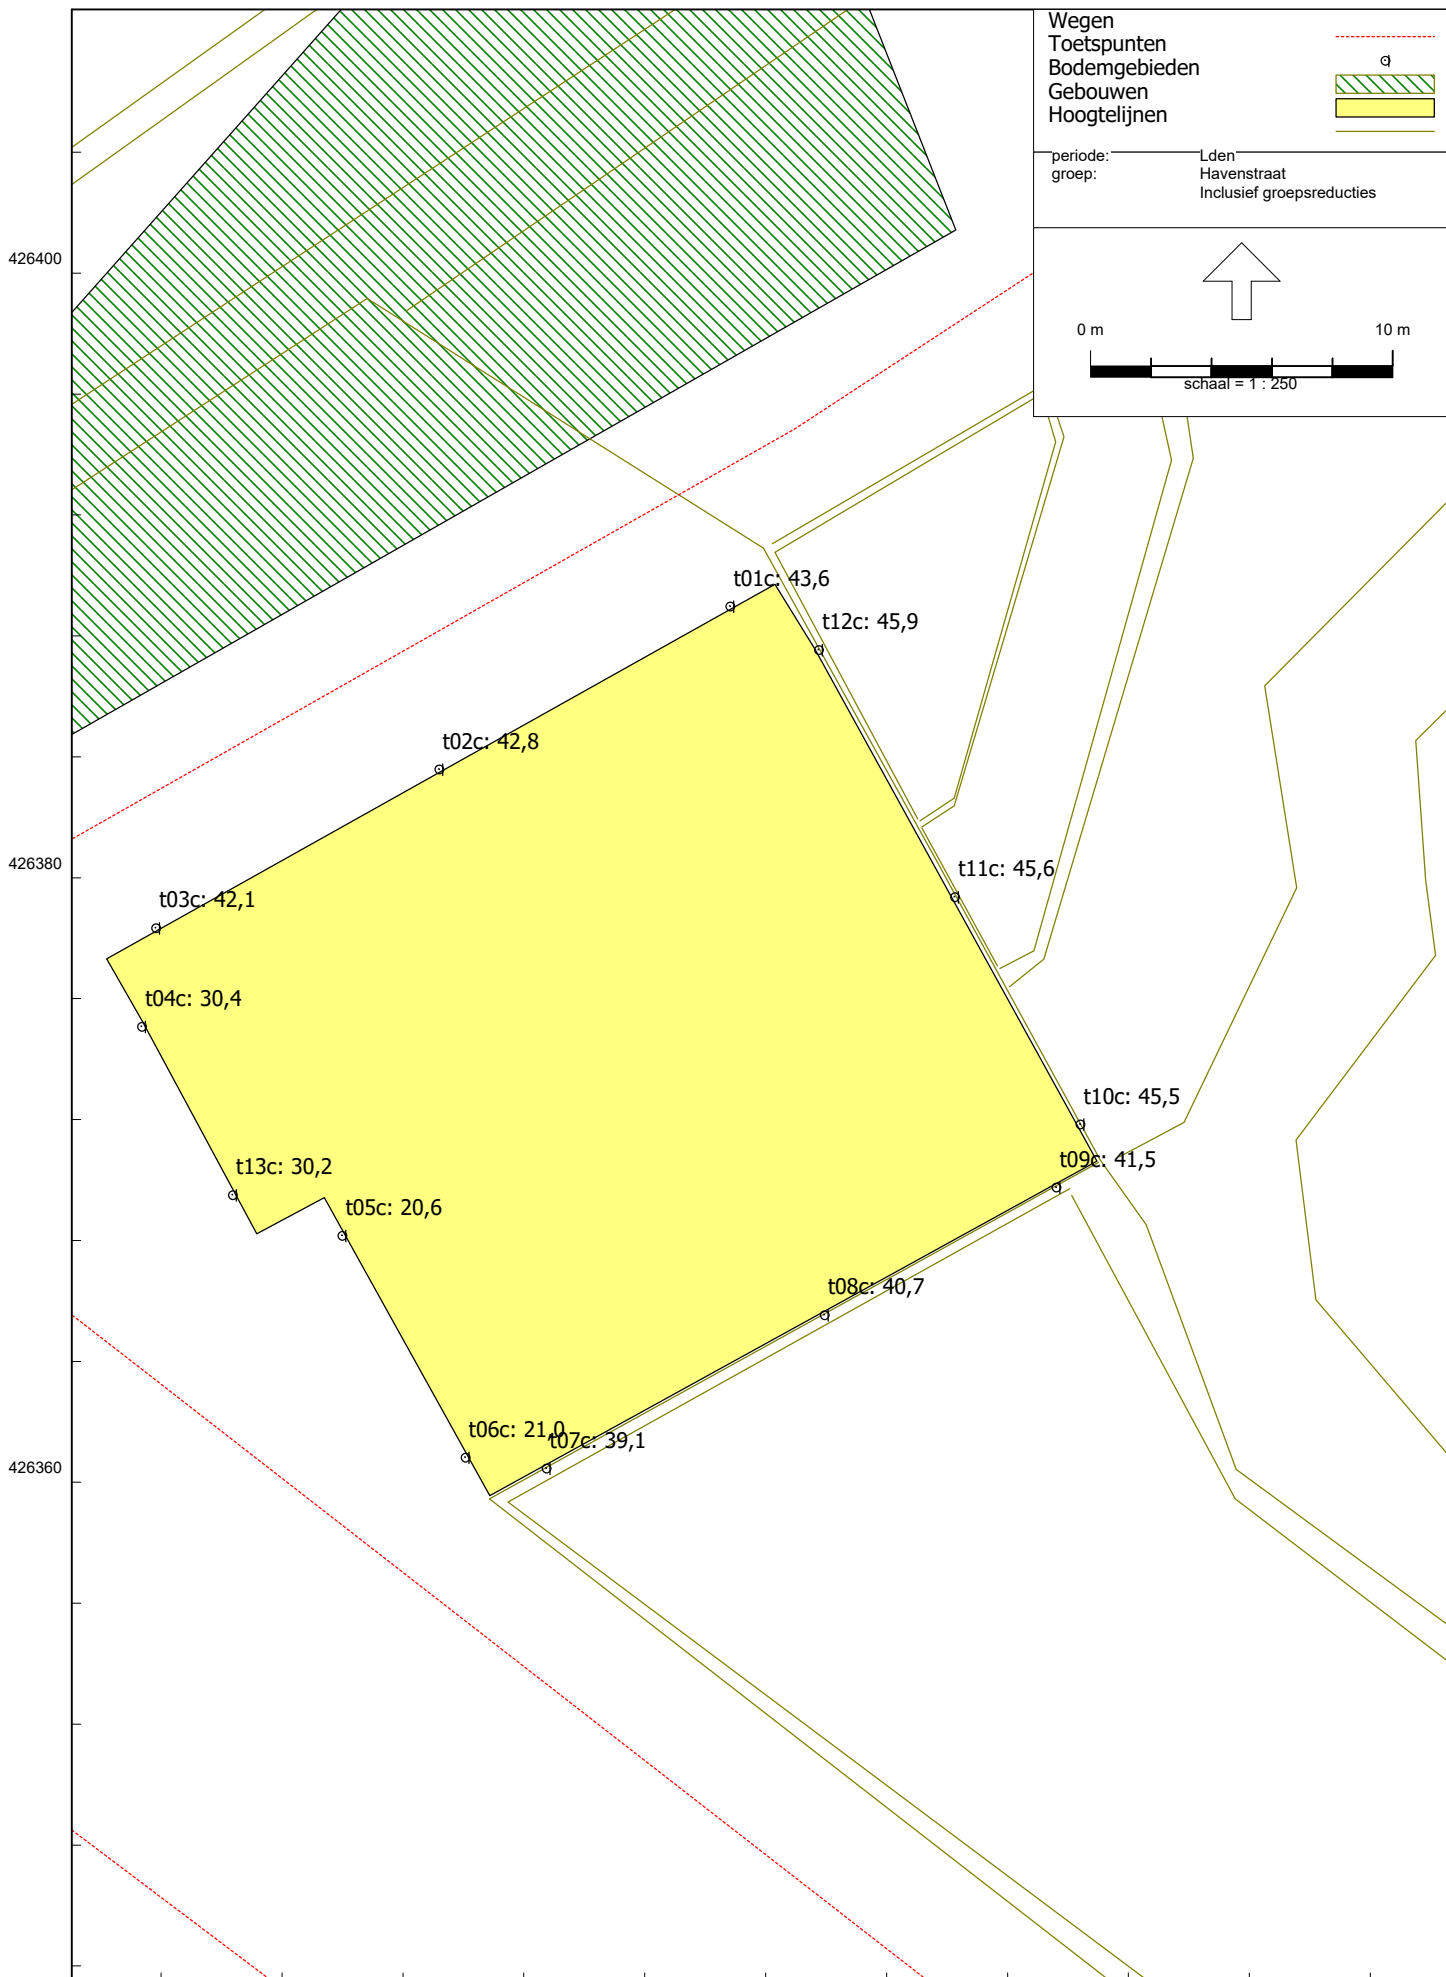 Wegen
Toetspunten
Bodemgebieden
Gebouwen
Hoogtelijnen
periode: Lden
groep: Havenstraat
Inclusief groepsreducties
0 m 10 m
schaal = 1 : 250
426400
t01c: 43,6
t12c: 45,9
t02c: 42,8
426380
t11c: 45,6
t03c: 42,1
t04c: 30,4
t10c: 45,5
t09c: 41,5
t13c: 30,2
t05c: 20,6
t08c: 40,7
t06c: 21,0
t07c: 39,1
426360